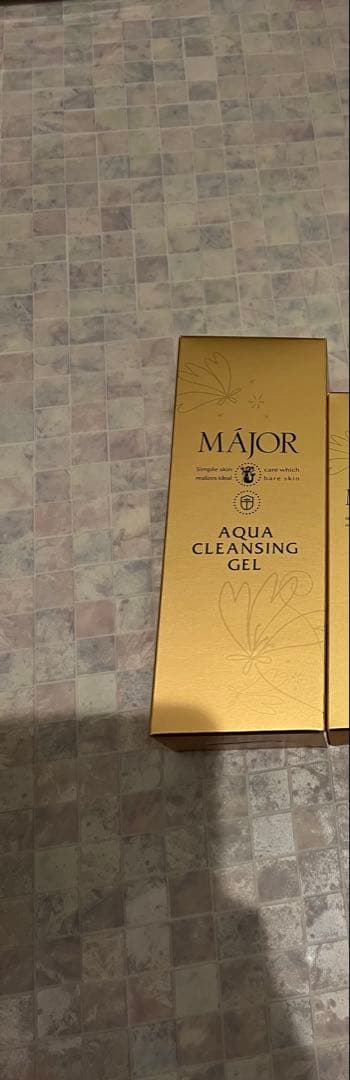 MÁJOR
Simple skin care which
realizes ideal bare skin
AQUA
CLEANSING
GEL